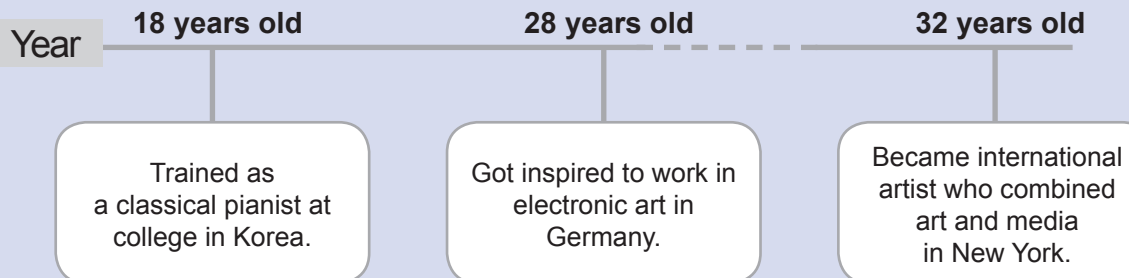 18 years old
28 years old
32 years old
Year
Trained as
a classical pianist at
college in Korea.
Got inspired to work in
electronic art in
Germany.
Became international
artist who combined
art and media
in New York.